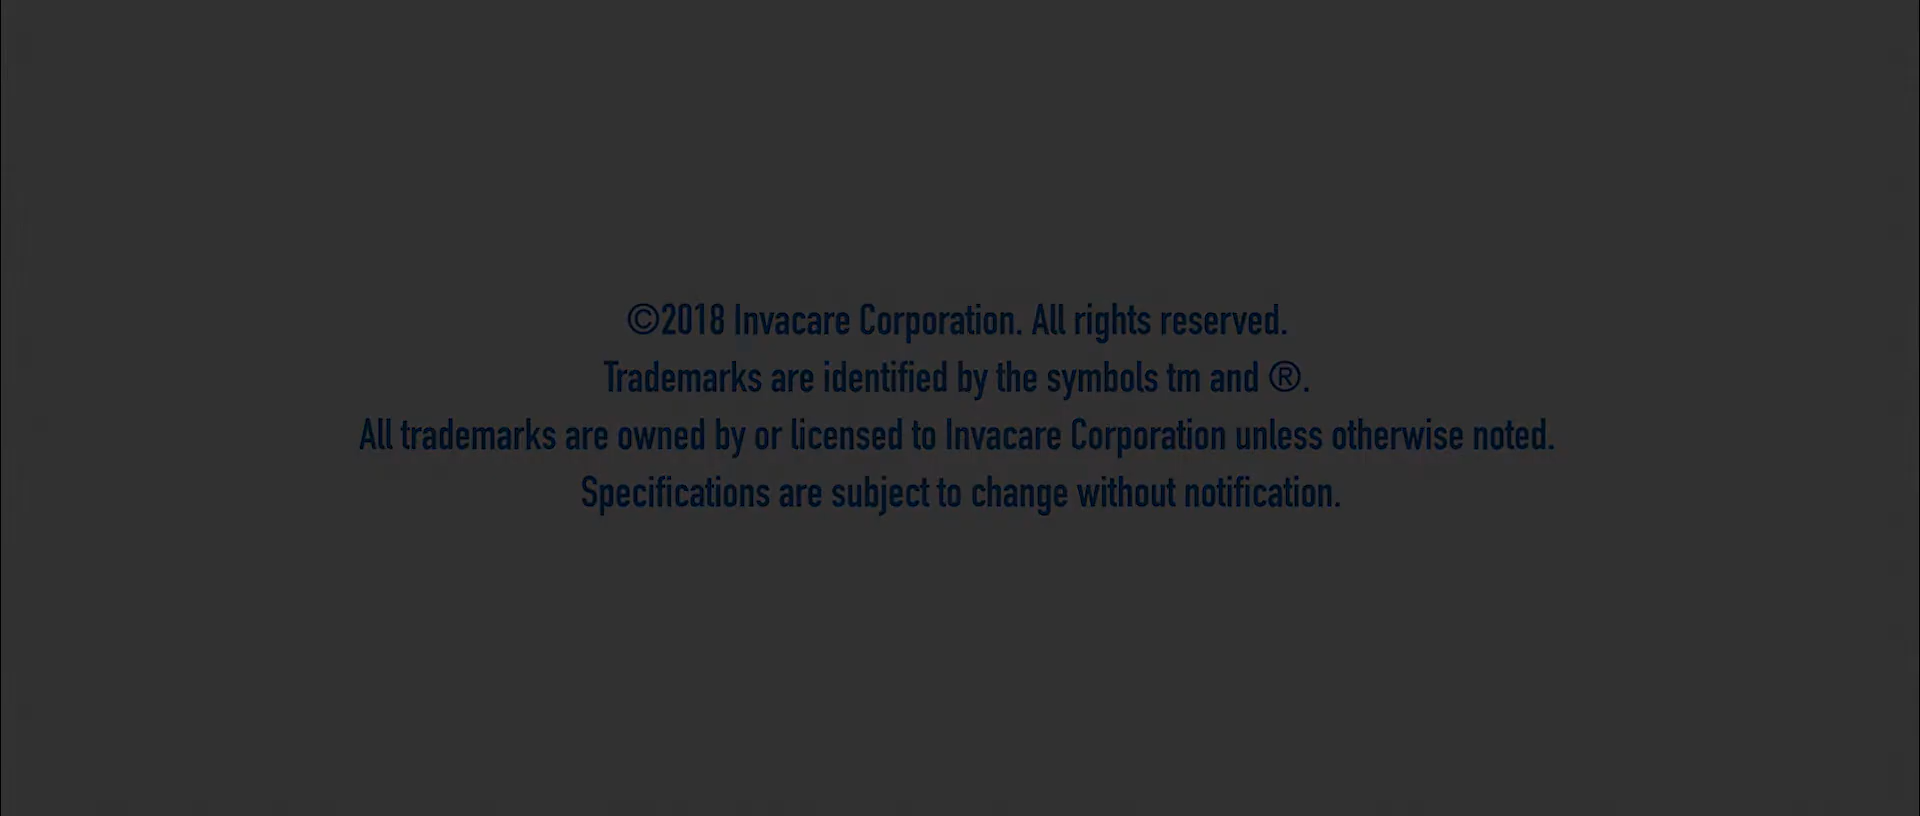 ©2018 Invacare Corporation. All rights reserved.
Trademarks are identified by the symbols tm and ®.
All trademarks are owned by or licensed to Invacare Corporation unless otherwise noted.
Specifications are subject to change without notification.